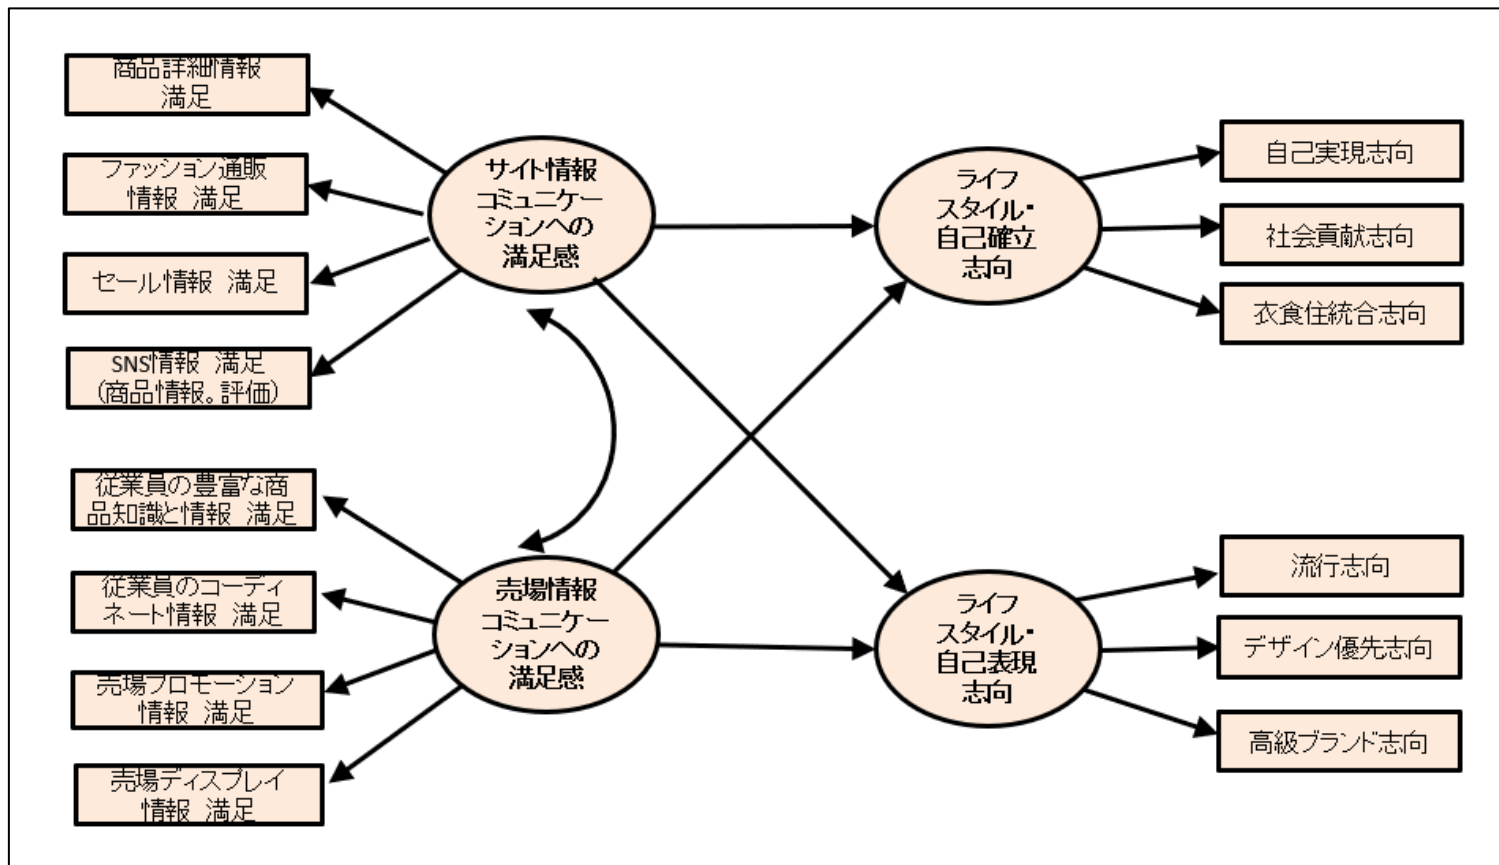 商品詳細情報
満足
ファッション通販
情報 満足
セール情報 満足
SNS情報 満足
(商品情報。評価)
従業員の豊富な商
品知識と情報 満足
従業員のコーディ
ネート情報 満足
売場プロモーション
情報 満足
売場ディスプレイ
情報 満足
サイト情報
コミュニケー
ションへの
満足感
売場情報
コミュニケー
ションへの
満足感
ライフ
スタイル・
自己確立
志向
ライフ
スタイル・
自己表現
志向
自己実現志向
社会貢献志向
衣食住統合志向
流行志向
デザイン優先志向
高級ブランド志向